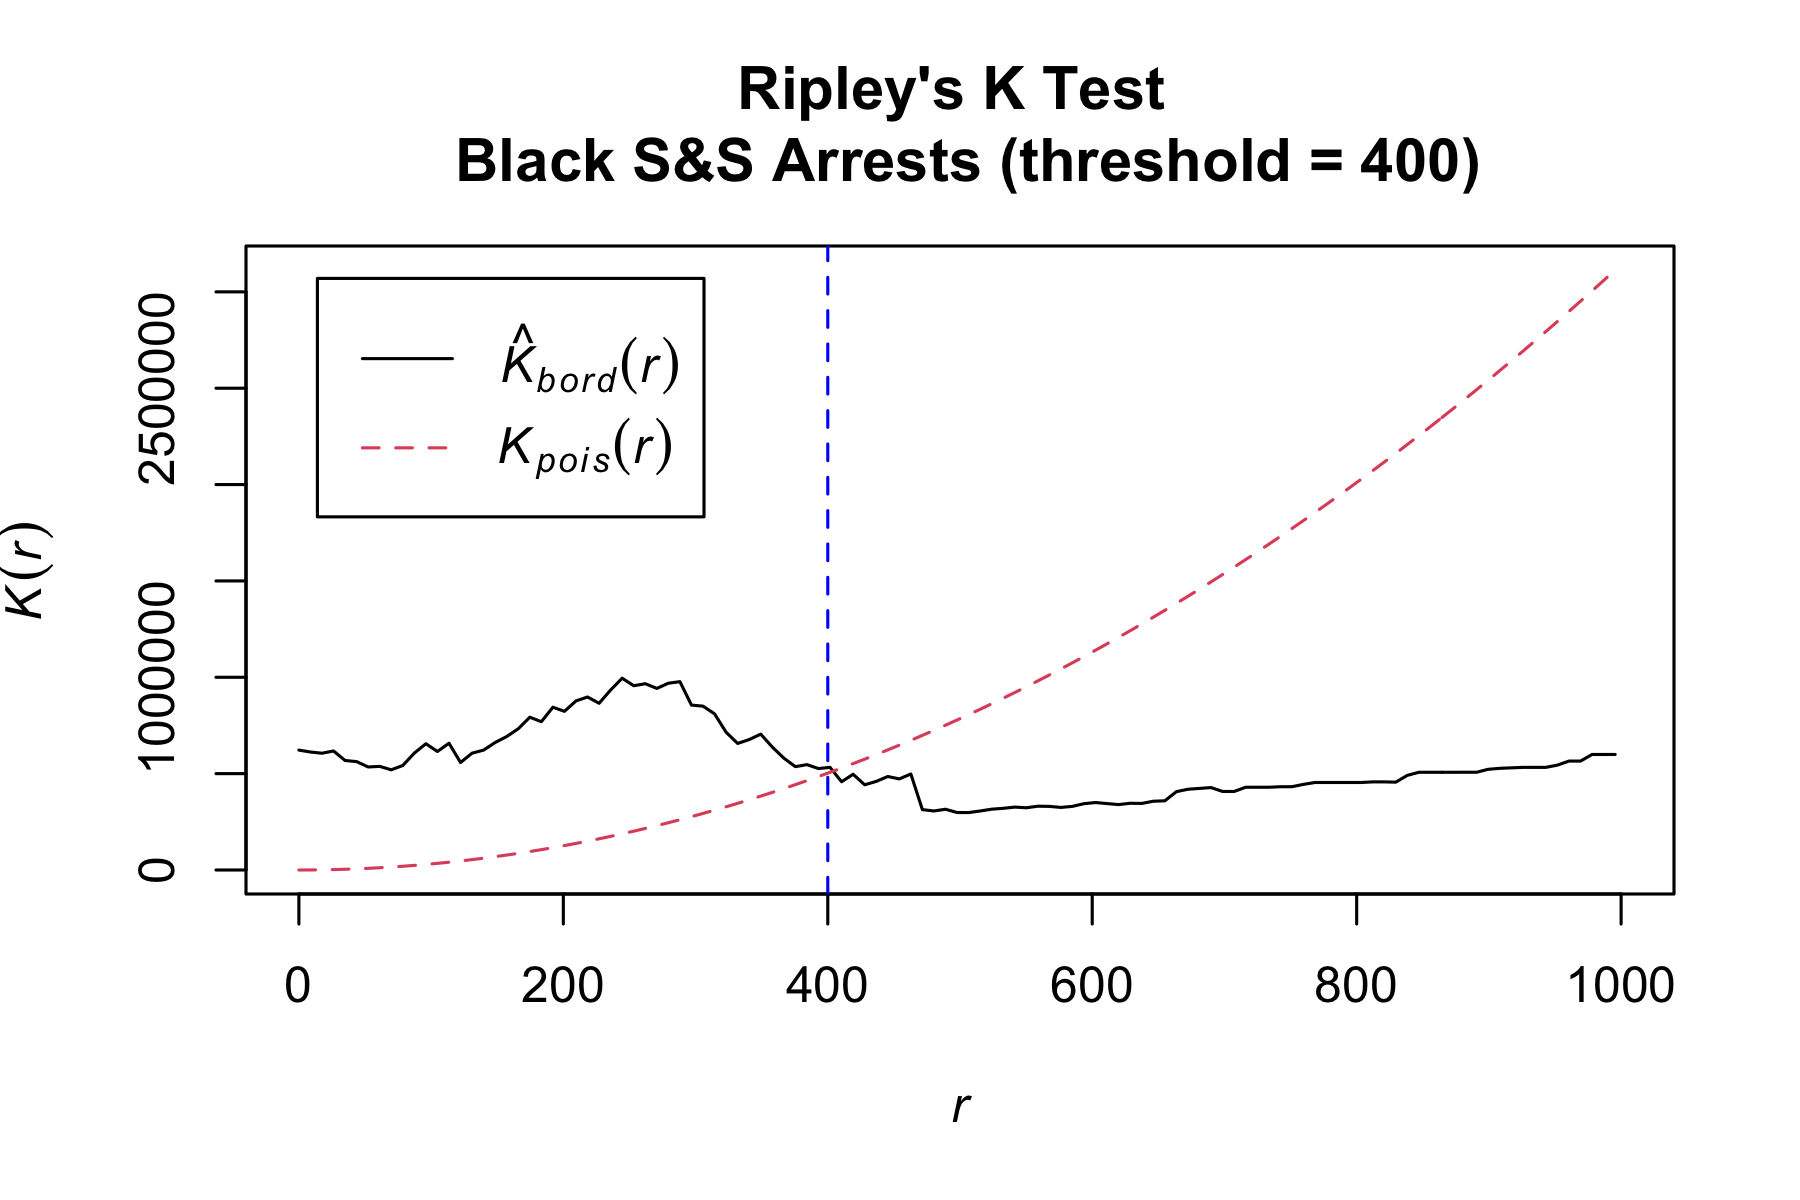 Ripley's K Test
Black S&S Arrests (threshold = 400)
K̂bord(r)
Kpois(r)
K(r)
2500000
1000000
0
0 200 400 600 800 1000
r